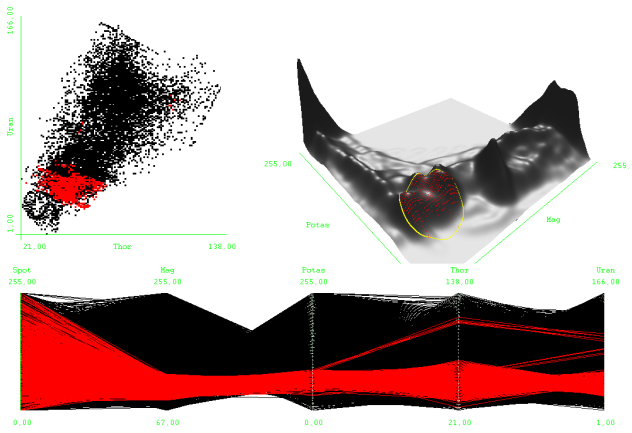 166.00
Uran
1.00
21.00 Thor 138.00
255.00
255.
Potas
Mag
Spot Mag Potas Thor Uran
255.00 255.00 255.00 138.00 166.00
0.00 67.00 0.00 21.00 1.00